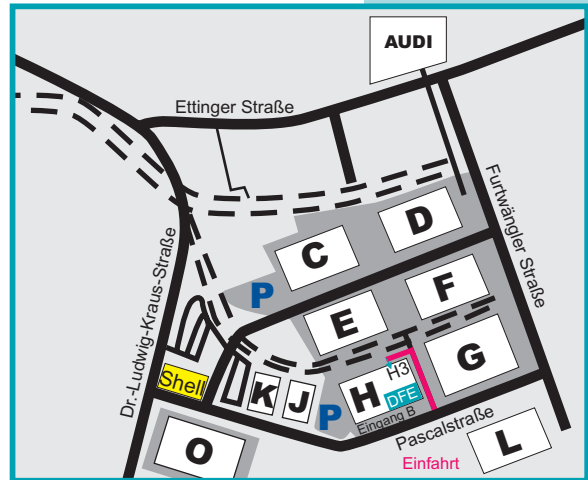 AUDI
Ettinger Straße
Furtwängler Straße
Dr.-Ludwig-Kraus-Straße
D
C
P
F
E
G
Shell
K
J
H
H3
DFE
Eingang B
P
Pascalstraße
O
L
Einfahrt